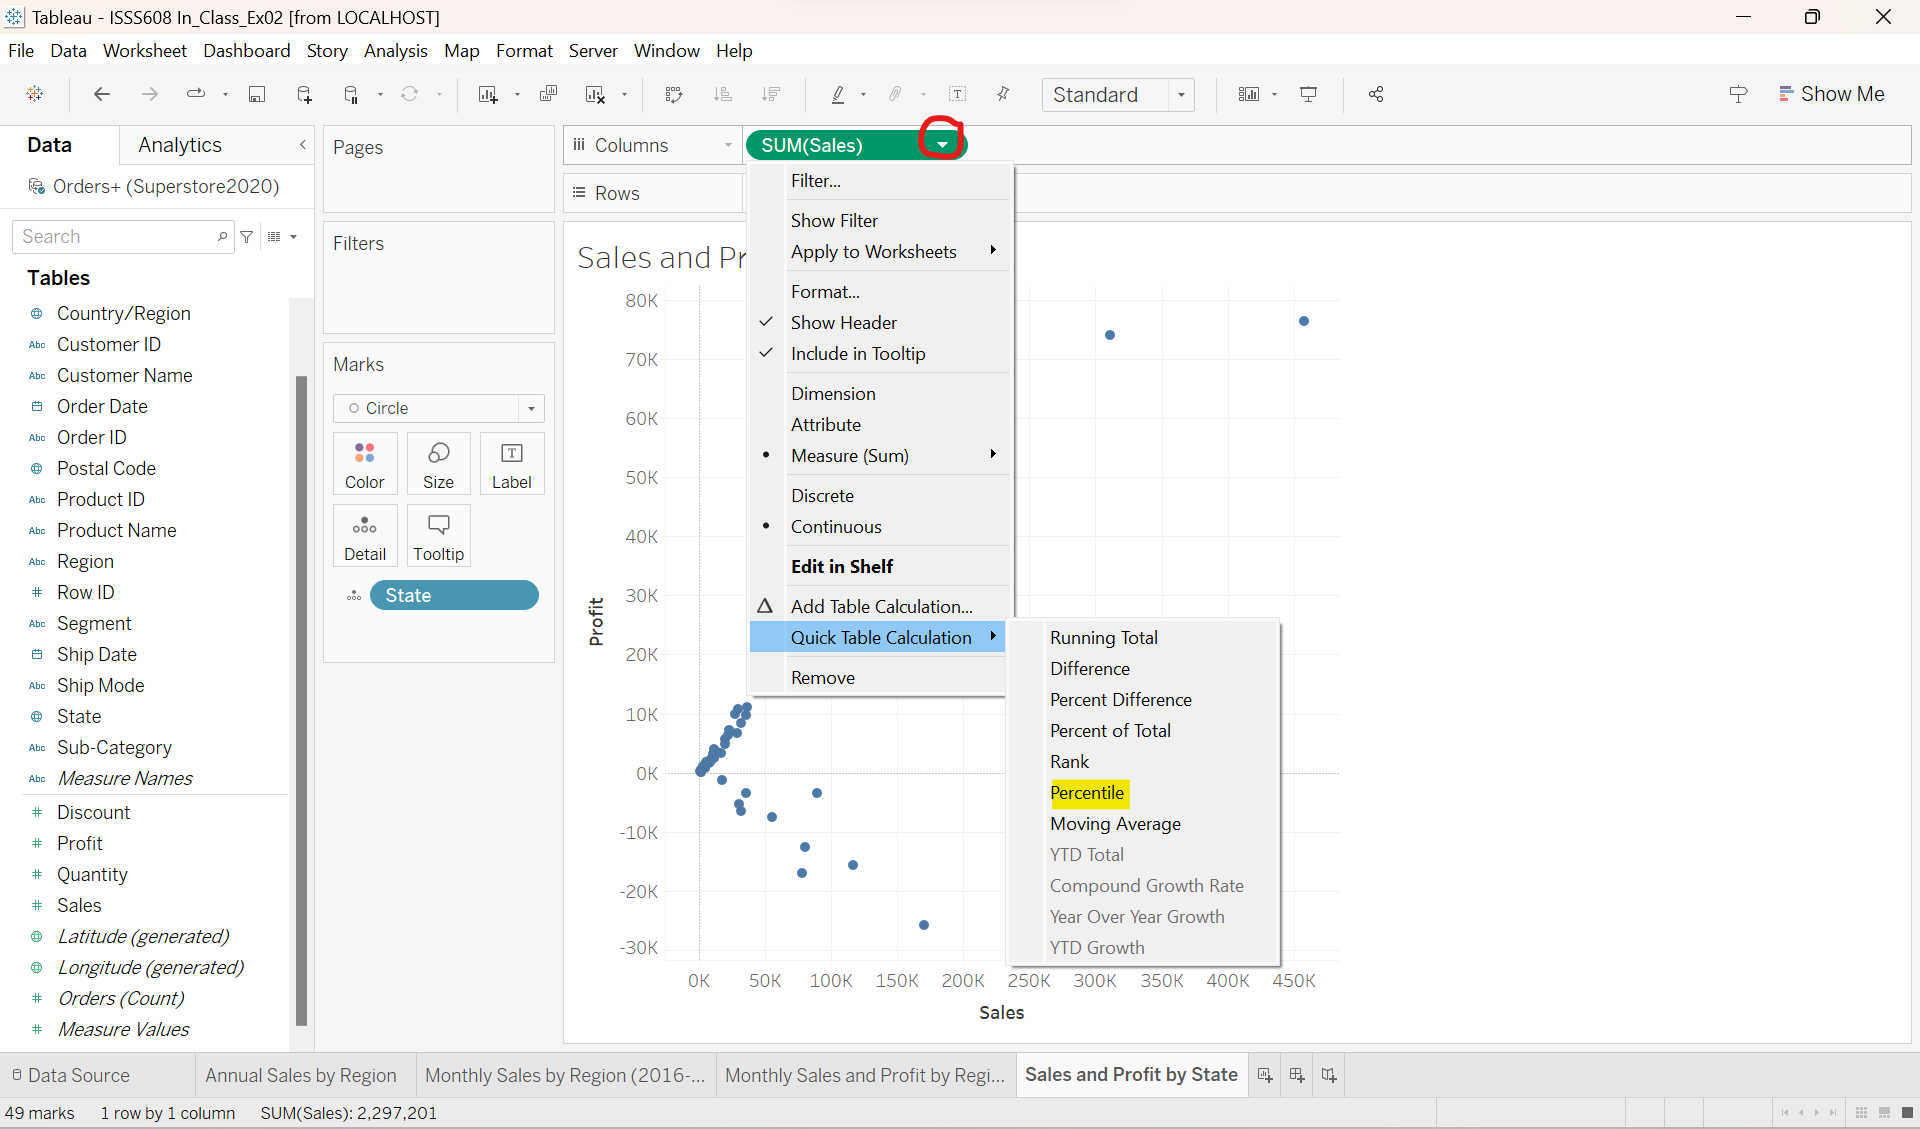 Tableau - ISSS608 In_Class_Ex02 [from LOCALHOST]
File Data Worksheet Dashboard Story Analysis Map Format Server Window Help
Standard
Show Me
Data
Analytics
Orders+ (Superstore2020)
Search
Tables
Country/Region
Abc Customer ID
Abc Customer Name
Order Date
Abc Order ID
Postal Code
Abc Product ID
Abc Product Name
Abc Region
# Row ID
Abc Segment
Ship Date
Abc Ship Mode
State
Abc Sub-Category
Abc Measure Names
# Discount
# Profit
# Quantity
# Sales
Latitude (generated)
Longitude (generated)
# Orders (Count)
# Measure Values
Pages
Filters
Marks
Circle
Color
Size
T
Label
Detail
Tooltip
State
Columns
SUM(Sales)
Rows
Sales and Pr
Filter...
Show Filter
Apply to Worksheets
Format...
Show Header
Include in Tooltip
Dimension
Attribute
Measure (Sum)
Discrete
Continuous
Edit in Shelf
Add Table Calculation...
Quick Table Calculation
Remove
Running Total
Difference
Percent Difference
Percent of Total
Rank
Percentile
Moving Average
YTD Total
Compound Growth Rate
Year Over Year Growth
YTD Growth
80K
70K
60K
50K
40K
30K
20K
10K
0K
-10K
-20K
-30K
Profit
0K 50K 100K 150K 200K 250K 300K 350K 400K 450K
Sales
Data Source
Annual Sales by Region
Monthly Sales by Region (2016-...
Monthly Sales and Profit by Regi...
Sales and Profit by State
49 marks 1 row by 1 column SUM(Sales): 2,297,201